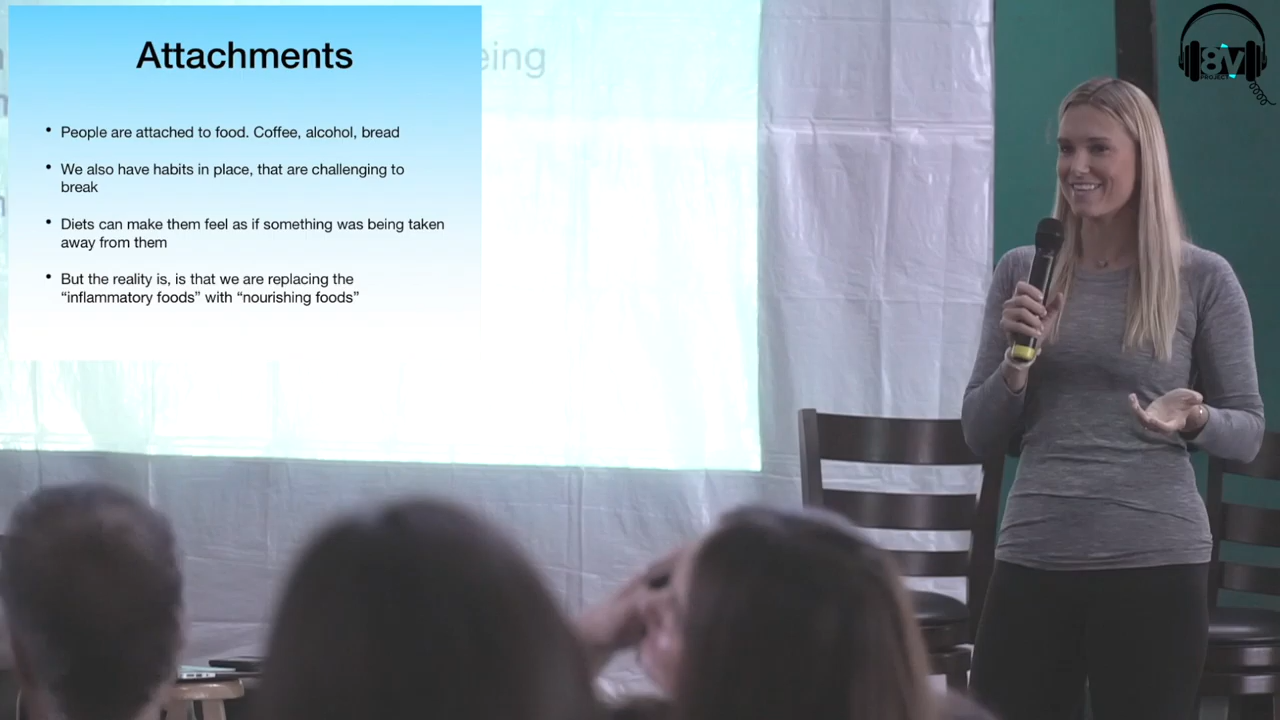 Attachments
eing
• People are attached to food. Coffee, alcohol, bread
• We also have habits in place, that are challenging to
break
• Diets can make them feel as if something was being taken
away from them
• But the reality is, is that we are replacing the
“inflammatory foods” with “nourishing foods”
8V
PROJECT